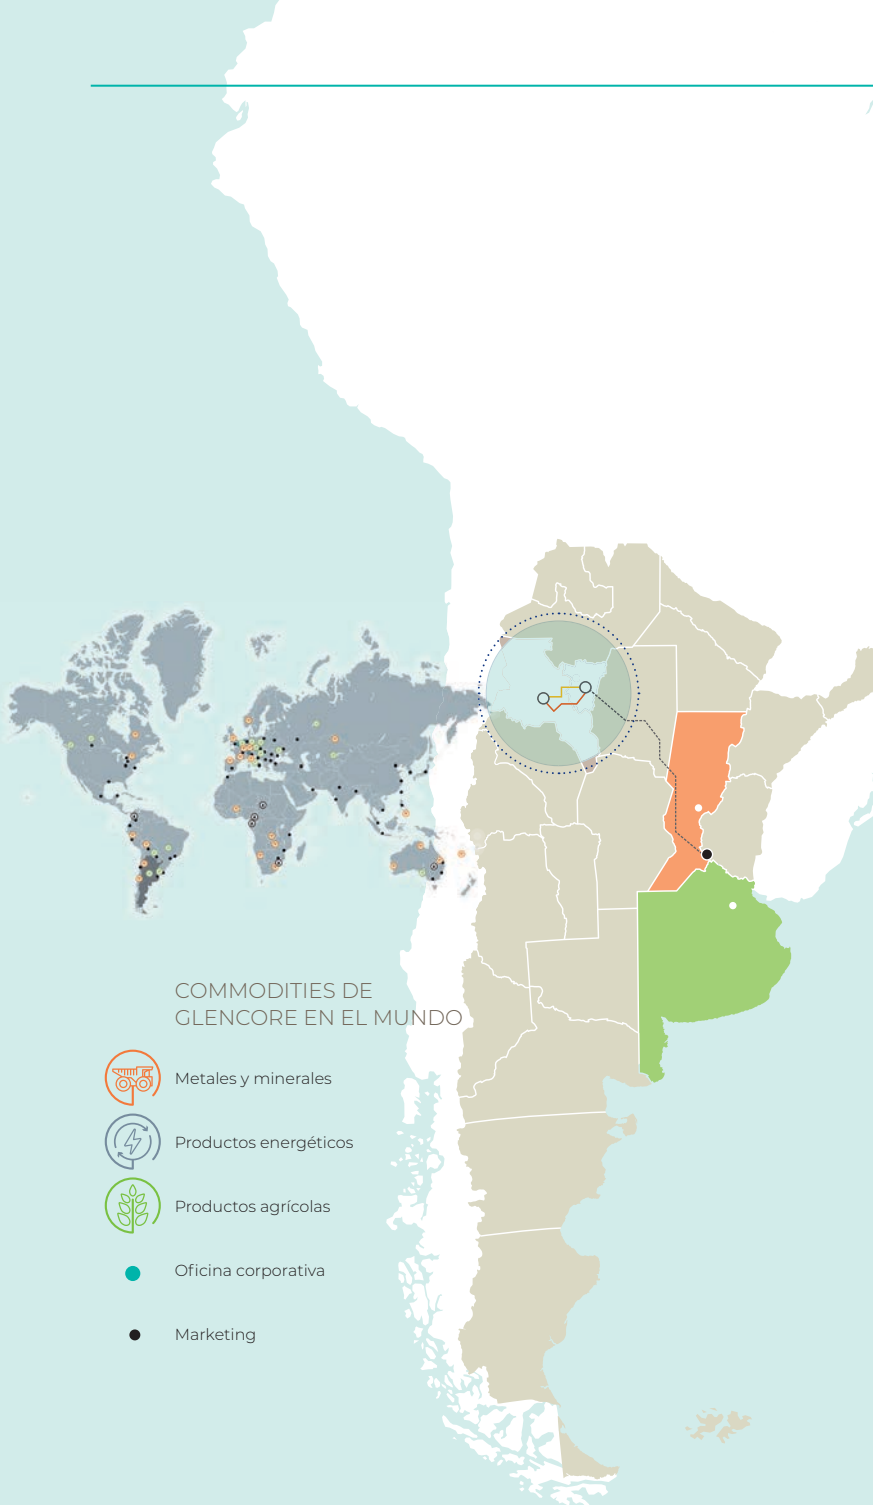 COMMODITIES DE
GLENCORE EN EL MUNDO
Metales y minerales
Productos energéticos
Productos agrícolas
Oficina corporativa
Marketing